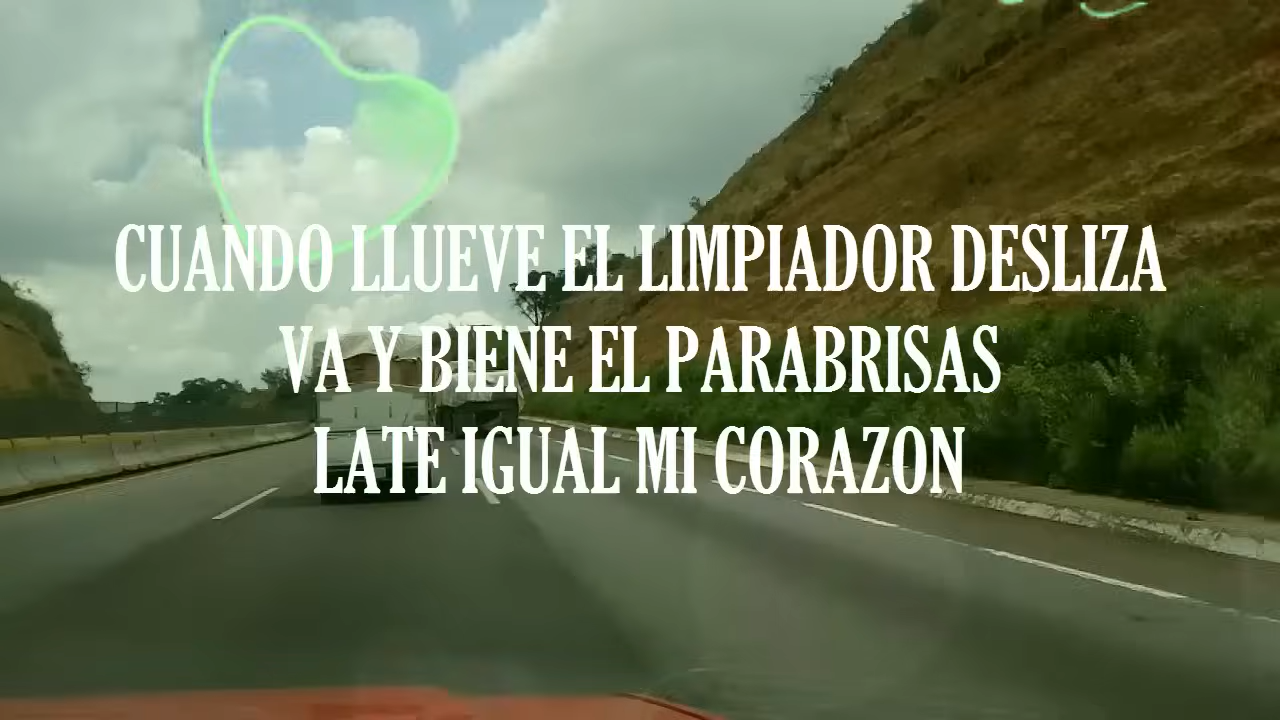 CUANDO LLUEVE EL LIMPIADOR DESLIZA
VA Y BIENE EL PARABRISAS
LATE IGUAL MI CORAZON